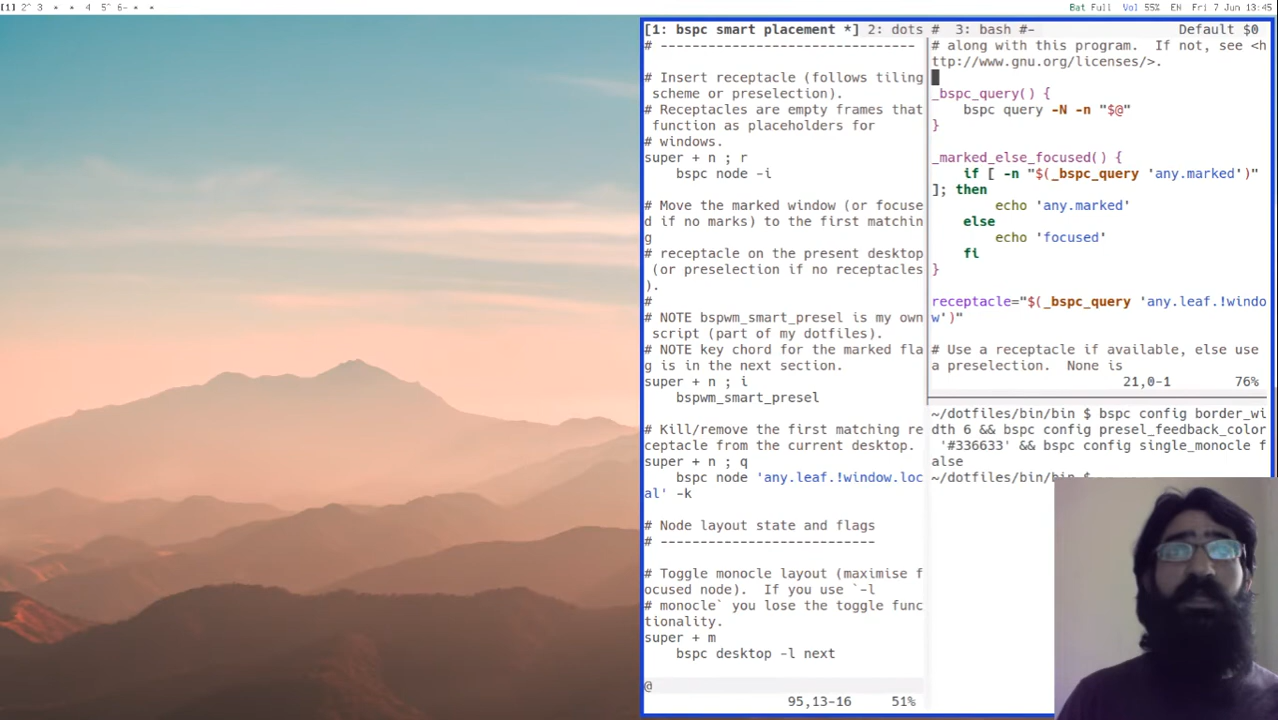 [1] 2^ 3 * * 4 5^ 6- * *
Bat Full Vol 55% EN Fri 7 Jun 13:45
[1: bspc smart placement *] 2: dots # 3: bash #- Default $0
# --------------------------------
# Insert receptacle (follows tiling
scheme or preselection).
# Receptacles are empty frames that
function as placeholders for
# windows.
super + n ; r
bspc node -i
# Move the marked window (or focuse
d if no marks) to the first matchin
g
# receptacle on the present desktop
(or preselection if no receptacles
).
#
# NOTE bspwm_smart_presel is my own
script (part of my dotfiles).
# NOTE key chord for the marked fla
g is in the next section.
super + n ; i
bspwm_smart_presel
# Kill/remove the first matching re
ceptacle from the current desktop.
super + n ; q
bspc node 'any.leaf.!window.loc
al' -k
# Node layout state and flags
# ---------------------------
# Toggle monocle layout (maximise f
ocused node). If you use `-l
# monocle` you lose the toggle func
tionality.
super + m
bspc desktop -l next
@
95,13-16 51%
# along with this program. If not, see <h
ttp://www.gnu.org/licenses/>.
_bspc_query() {
bspc query -N -n "$@"
}
_marked_else_focused() {
if [ -n "$(_bspc_query 'any.marked')"
]; then
echo 'any.marked'
else
echo 'focused'
fi
}
receptacle="$(_bspc_query 'any.leaf.!windo
w')"
# Use a receptacle if available, else use
a preselection. None is
21,0-1 76%
~/dotfiles/bin/bin $ bspc config border_wi
dth 6 && bspc config presel_feedback_color
'#336633' && bspc config single_monocle f
alse
~/dotfiles/bin/bin $